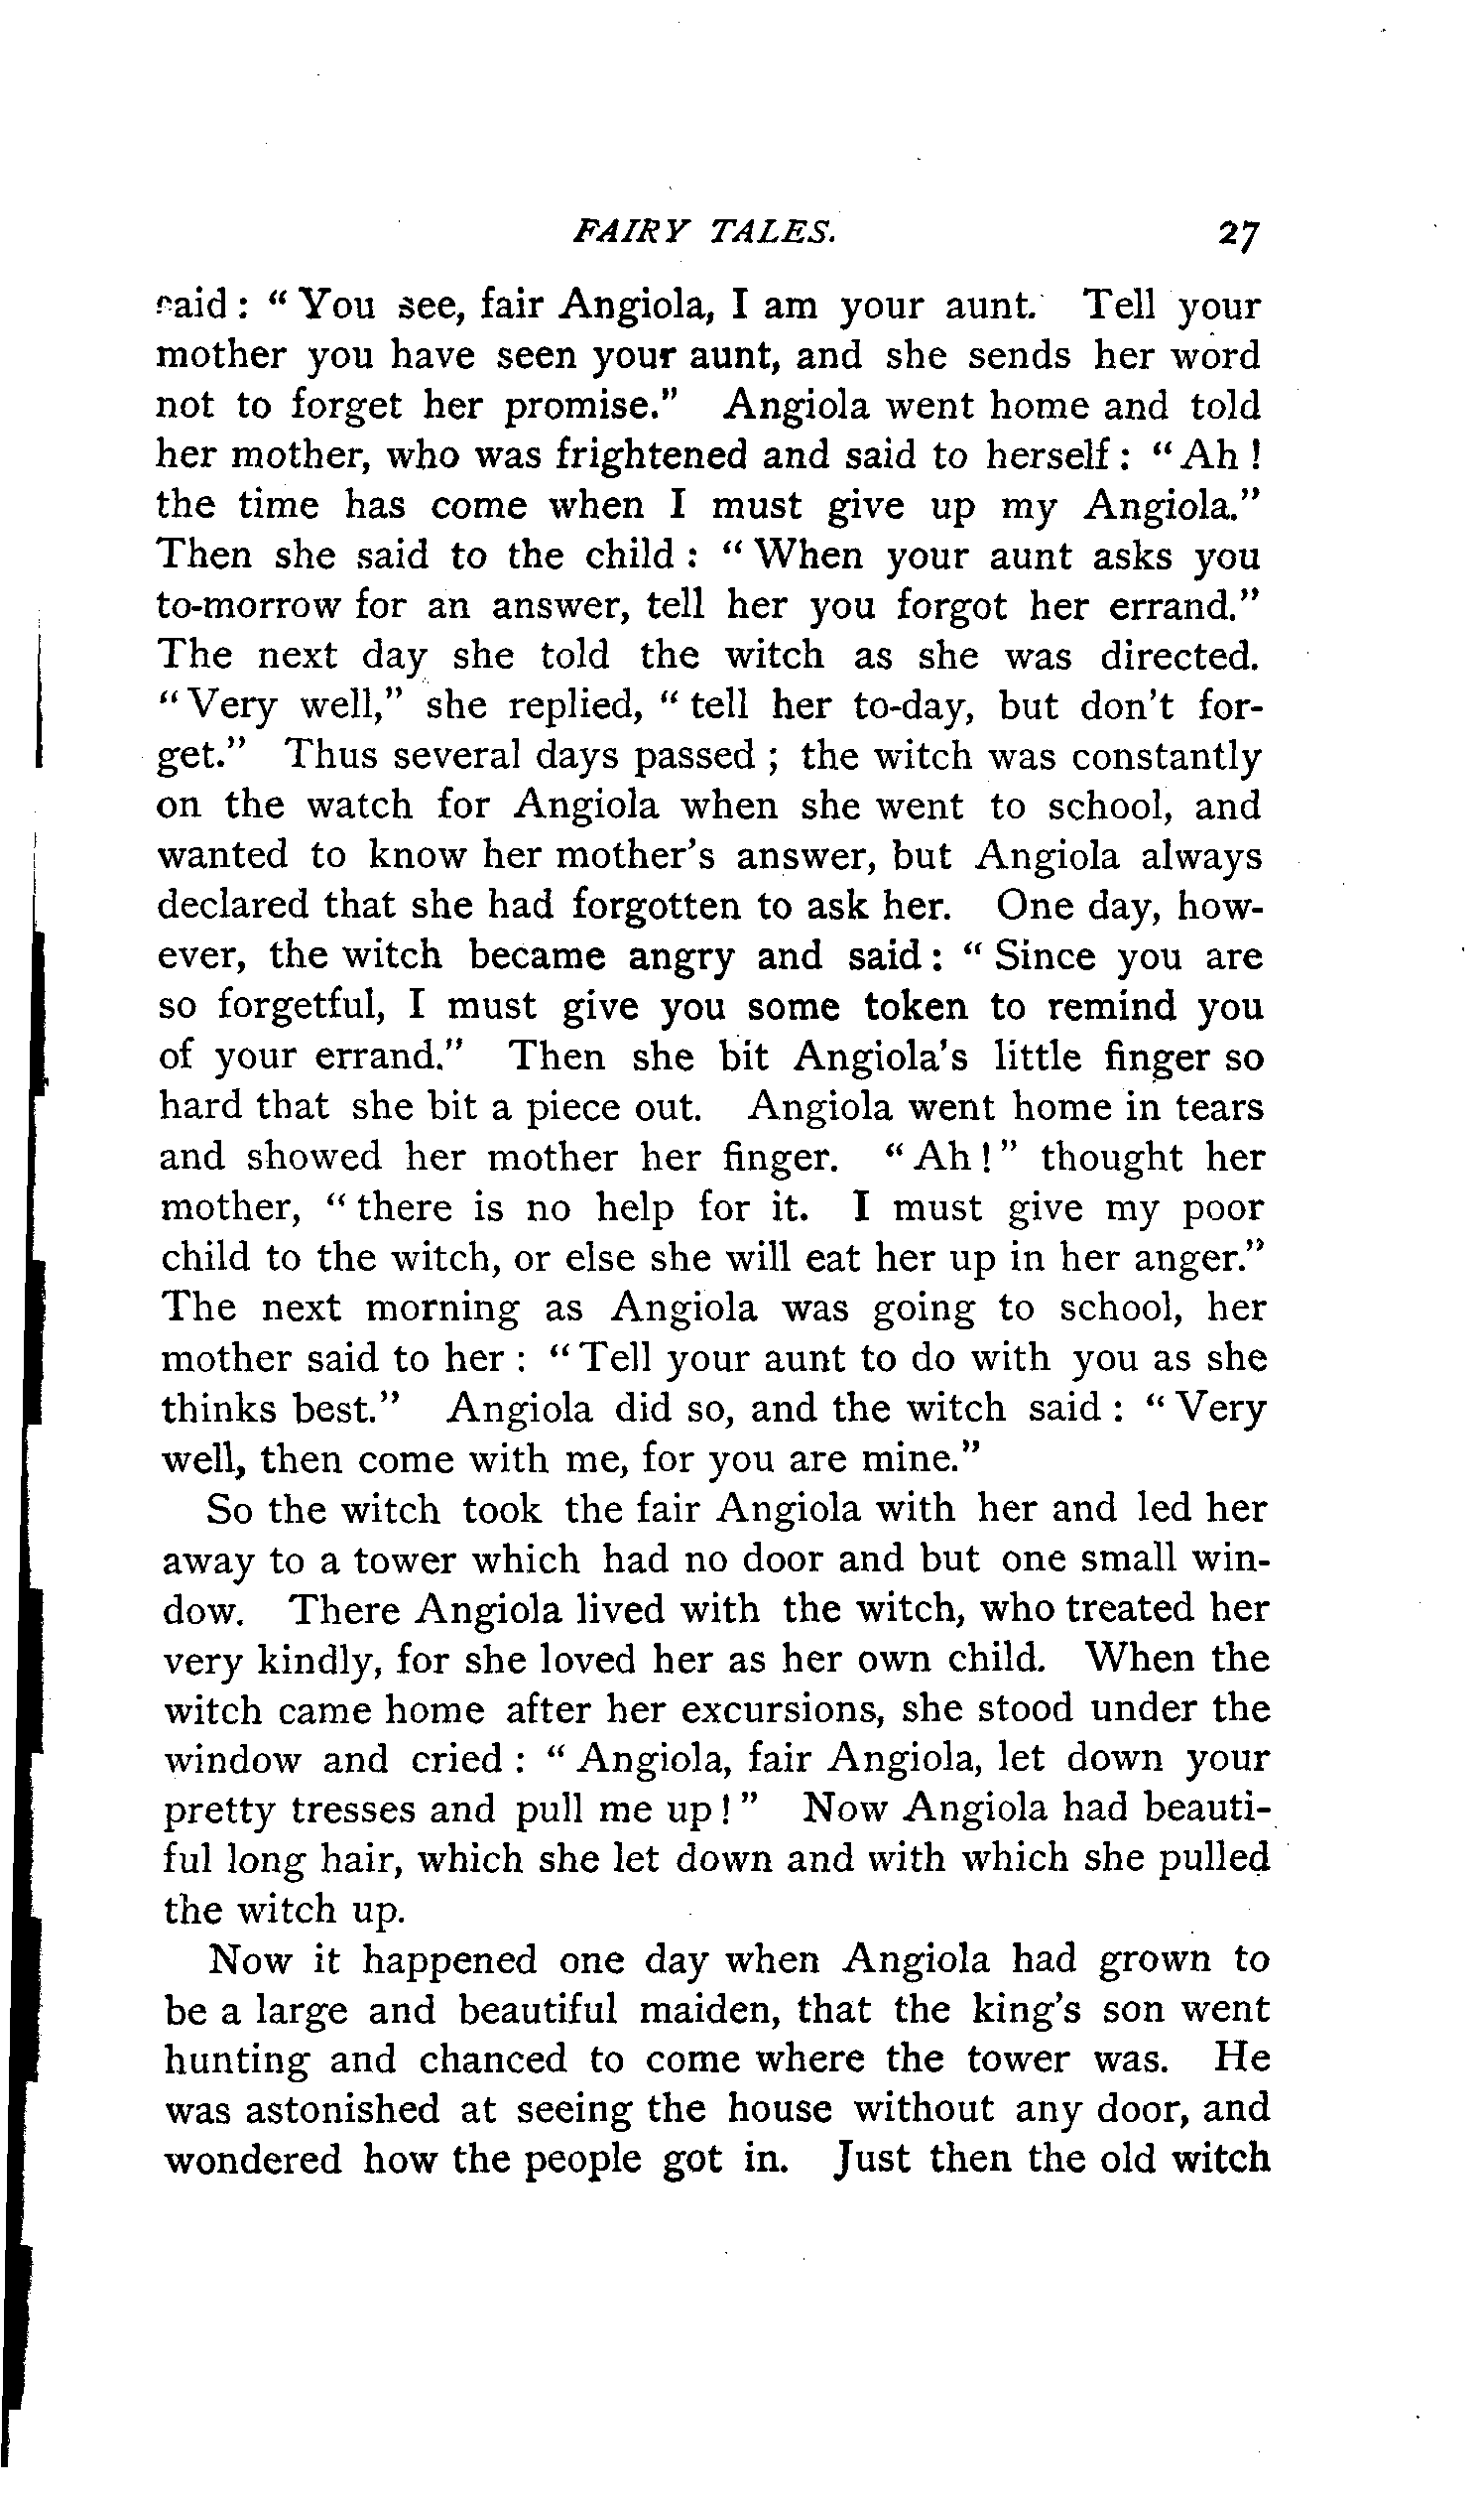 FAIRY TALES. 27
said : " You see, fair Angiola, I am your aunt. Tell your
mother you have seen your aunt, and she sends her word
not to forget her promise." Angiola went home and told
her mother, who was frightened and said to herself : " Ah !
the time has come when I must give up my Angiola."
Then she said to the child : " When your aunt asks you
to-morrow for an answer, tell her you forgot her errand."
The next day she told the witch as she was directed.
" Very well," she replied, " tell her to-day, but don't for-
get." Thus several days passed ; the witch was constantly
on the watch for Angiola when she went to school, and
wanted to know her mother's answer, but Angiola always
declared that she had forgotten to ask her. One day, how-
ever, the witch became angry and said : " Since you are
so forgetful, I must give you some token to remind you
of your errand." Then she bit Angiola's little finger so
hard that she bit a piece out. Angiola went home in tears
and showed her mother her finger. " Ah ! " thought her
mother, " there is no help for it. I must give my poor
child to the witch, or else she will eat her up in her anger."
The next morning as Angiola was going to school, her
mother said to her : " Tell your aunt to do with you as she
thinks best." Angiola did so, and the witch said : " Very
well, then come with me, for you are mine."
So the witch took the fair Angiola with her and led her
away to a tower which had no door and but one small win-
dow. There Angiola lived with the witch, who treated her
very kindly, for she loved her as her own child. When the
witch came home after her excursions, she stood under the
window and cried : " Angiola, fair Angiola, let down your
pretty tresses and pull me up ! " Now Angiola had beauti-
ful long hair, which she let down and with which she pulled
the witch up.
Now it happened one day when Angiola had grown to
be a large and beautiful maiden, that the king's son went
hunting and chanced to come where the tower was. He
was astonished at seeing the house without any door, and
wondered how the people got in. Just then the old witch